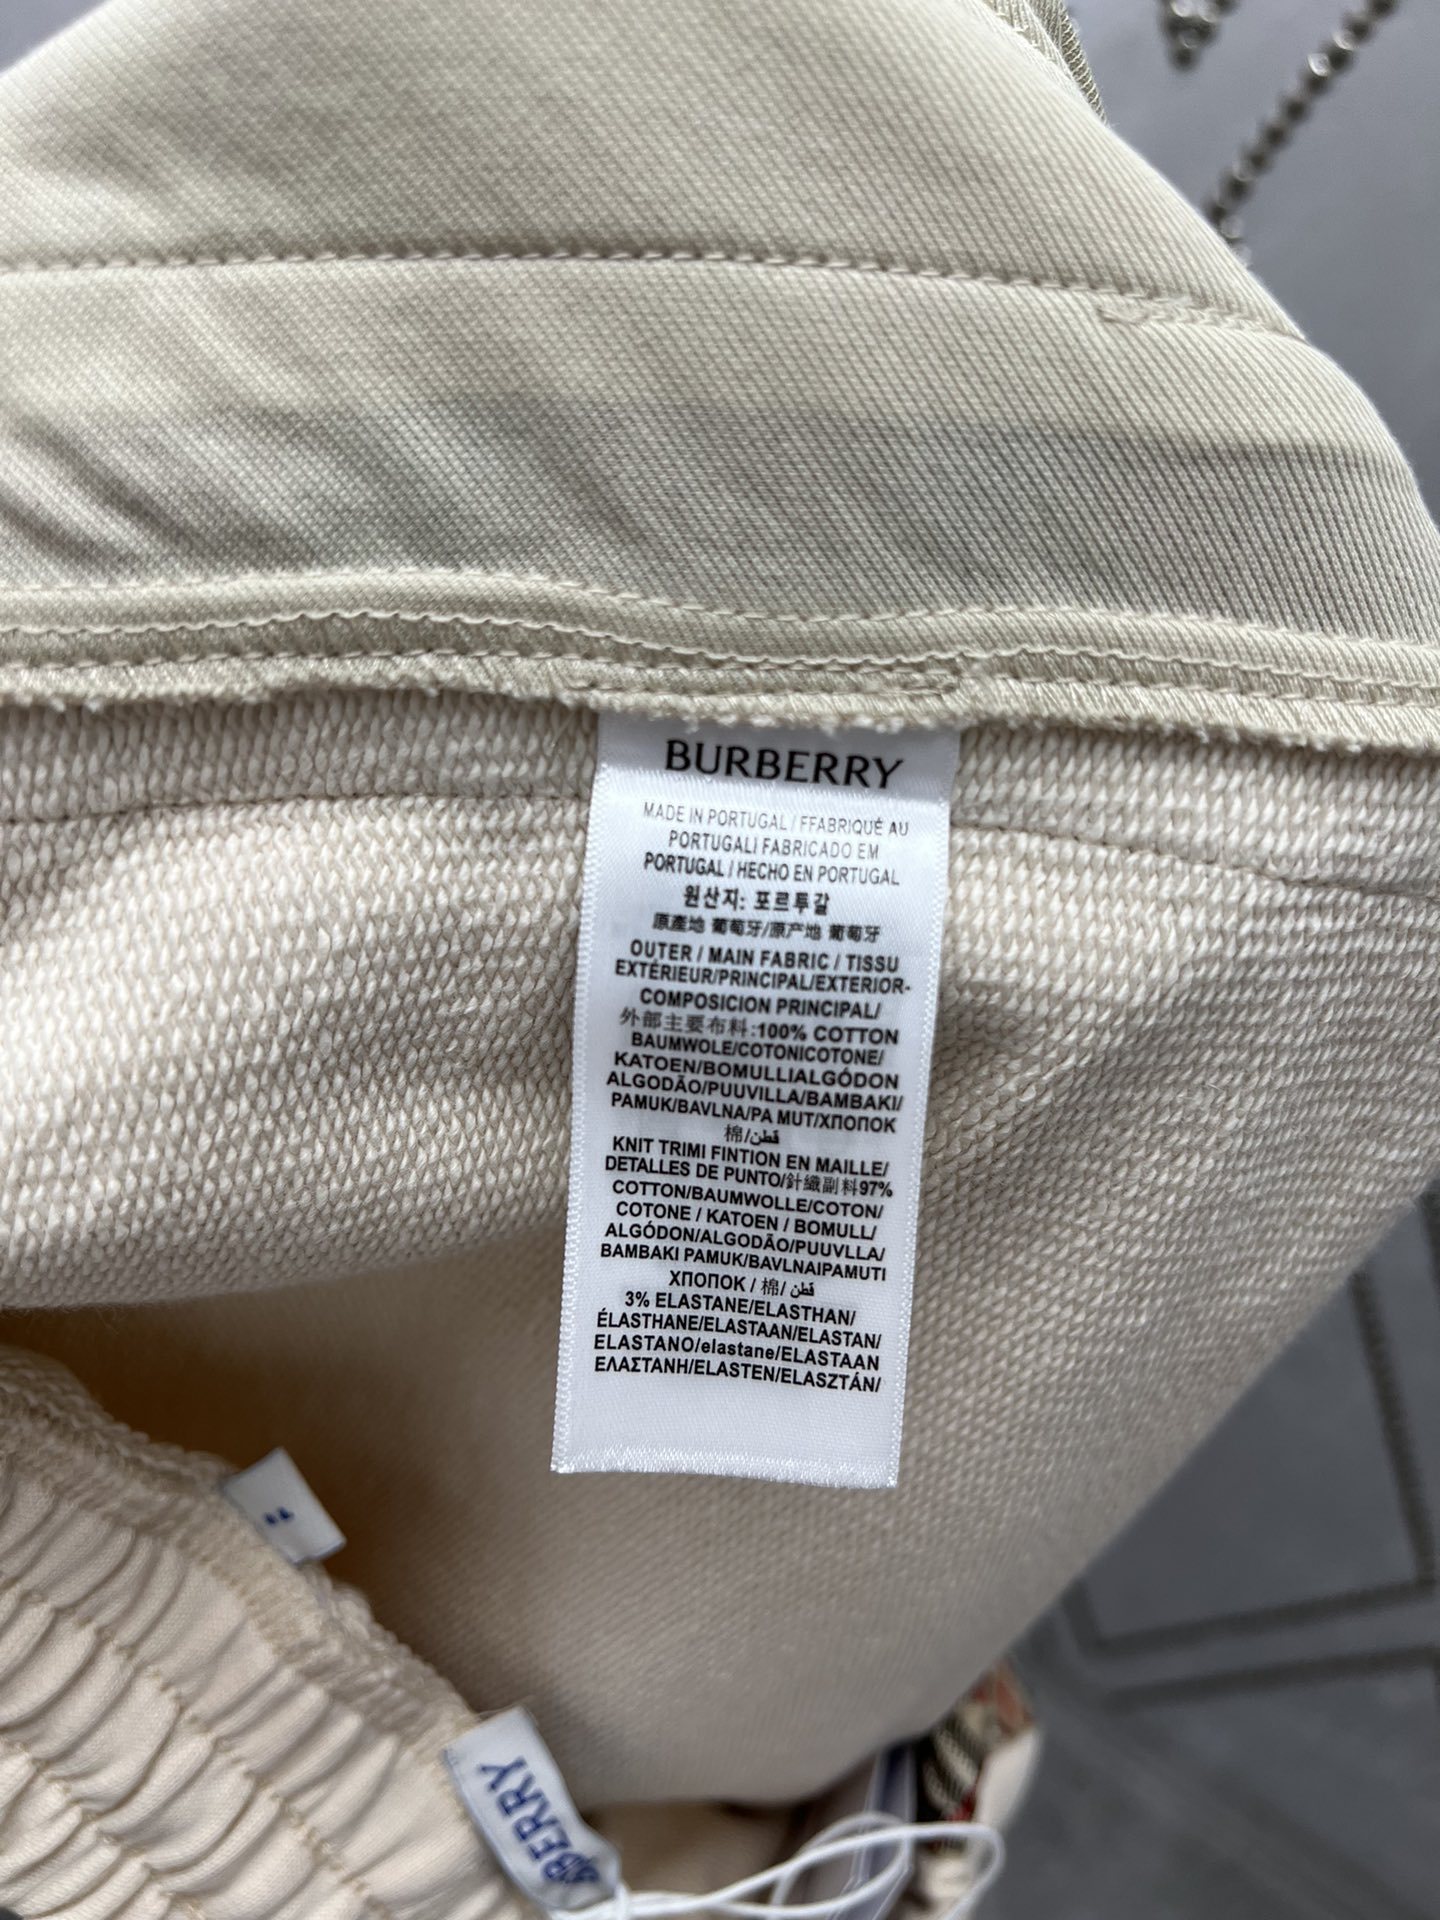 BURBERRY
MADE IN PORTUGAL / FFABRIQUÉ AU
PORTUGALI FABRICADO EM
PORTUGAL / HECHO EN PORTUGAL
원산지: 포르투갈
原產地 葡萄牙/原产地 葡萄牙
OUTER / MAIN FABRIC / TISSU
EXTÉRIEUR/PRINCIPAL/EXTERIOR-
COMPOSICION PRINCIPAL/
外部主要布料:100% COTTON
BAUMWOLE/COTONICOTONE/
KATOEN/BOMULLIALGÓDON
ALGODÃO/PUUVILLA/BAMBAKI/
PAMUK/BAVLNA/PA MUT/ХПОПОК
棉/قطن
KNIT TRIMI FINTION EN MAILLE/
DETALLES DE PUNTO/針織副料97%
COTTON/BAUMWOLLE/COTON/
COTONE / KATOEN / BOMULL/
ALGÓDON/ALGODÃO/PUUVLLA/
BAMBAKI PAMUK/BAVLNAIPAMUTI
ХПОПОК / 棉/ قطن
3% ELASTANE/ELASTHAN/
ÉLASTHANE/ELASTAAN/ELASTAN/
ELASTANO/elastane/ELASTAAN
ΕΛΑΣΤΑΝΗ/ELASTEN/ELASZTÁN/
BERRY